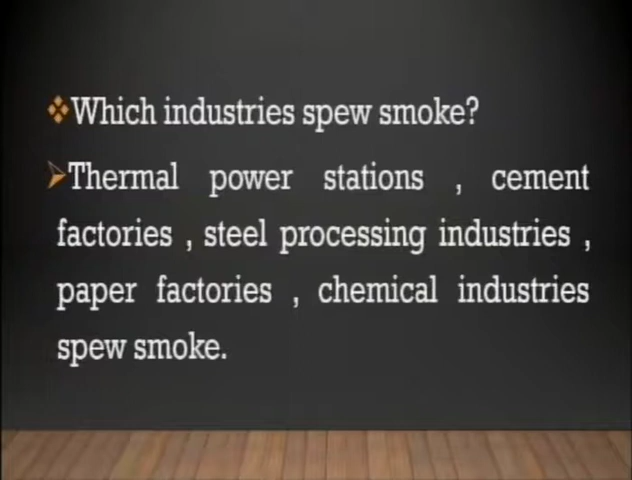 Which industries spew smoke?
Thermal power stations , cement
factories , steel processing industries ,
paper factories , chemical industries
spew smoke.